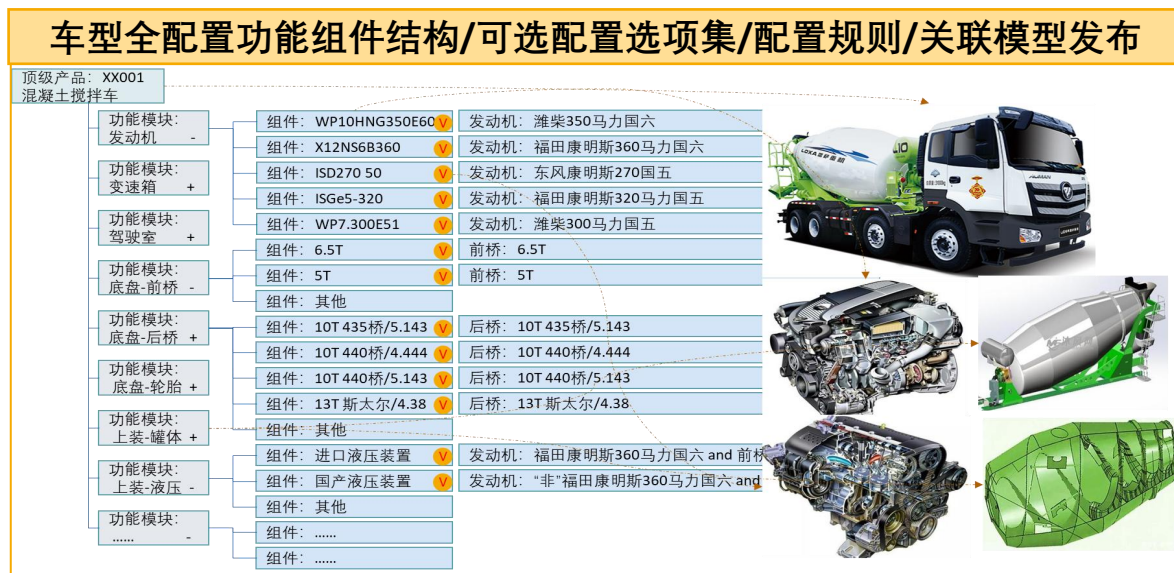 车型全配置功能组件结构/可选配置选项集/配置规则/关联模型发布
顶级产品：XX001
混凝土搅拌车
功能模块：
发动机 -
功能模块：
变速箱 +
功能模块：
驾驶室 +
功能模块：
底盘-前桥 -
功能模块：
底盘-后桥 +
功能模块：
底盘-轮胎 +
功能模块：
上装-罐体 +
功能模块：
上装-液压 -
功能模块：
...... -
组件：WP10HNG350E60 V 发动机：潍柴350马力国六
组件：X12NS6B360 V 发动机：福田康明斯360马力国六
组件：ISD270 50 V 发动机：东风康明斯270国五
组件：ISGe5-320 V 发动机：福田康明斯320马力国五
组件：WP7.300E51 V 发动机：潍柴300马力国五
组件：6.5T V 前桥：6.5T
组件：5T V 前桥：5T
组件：其他
组件：10T 435桥/5.143 V 后桥：10T 435桥/5.143
组件：10T 440桥/4.444 V 后桥：10T 440桥/4.444
组件：10T 440桥/5.143 V 后桥：10T 440桥/5.143
组件：13T 斯太尔/4.38 V 后桥：13T 斯太尔/4.38
组件：其他
组件：进口液压装置 V 发动机：福田康明斯360马力国六 and 前桥
组件：国产液压装置 V 发动机：“非”福田康明斯360马力国六 and
组件：其他
组件：......
组件：......
LOXA